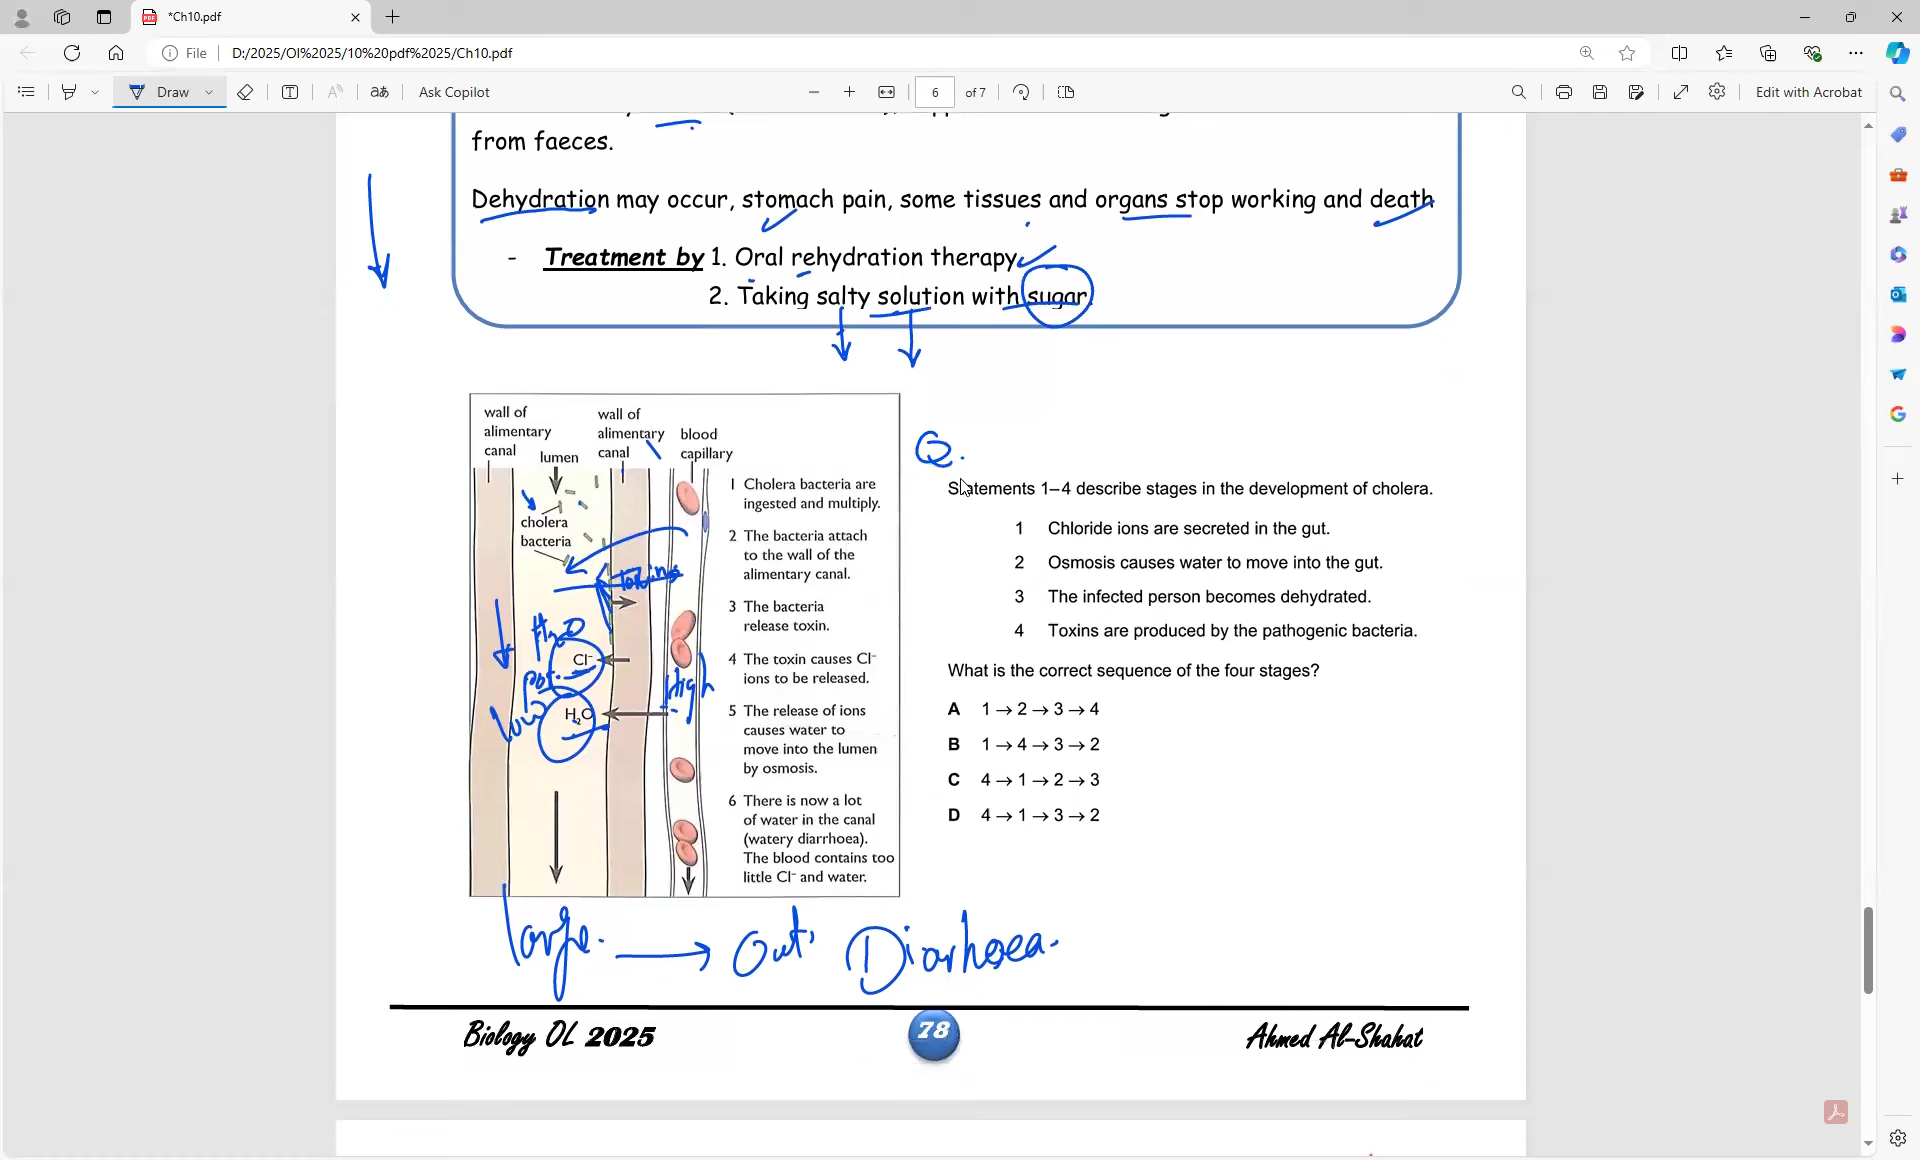 *Ch10.pdf
File
D:/2025/Ol%2025/10%20pdf%2025/Ch10.pdf
Draw
Ask Copilot
6
of 7
Edit with Acrobat
from faeces.
Dehydration may occur, stomach pain, some tissues and organs stop working and death
- Treatment by 1. Oral rehydration therapy
2. Taking salty solution with sugar
wall of
alimentary
canal
lumen
wall of
alimentary
canal
blood
capillary
cholera
bacteria
toxins
H2O
pot.
low
Cl⁻
H₂O
High
1 Cholera bacteria are
ingested and multiply.
2 The bacteria attach
to the wall of the
alimentary canal.
3 The bacteria
release toxin.
4 The toxin causes Cl⁻
ions to be released.
5 The release of ions
causes water to
move into the lumen
by osmosis.
6 There is now a lot
of water in the canal
(watery diarrhoea).
The blood contains too
little Cl⁻ and water.
Q.
Statements 1–4 describe stages in the development of cholera.
1 Chloride ions are secreted in the gut.
2 Osmosis causes water to move into the gut.
3 The infected person becomes dehydrated.
4 Toxins are produced by the pathogenic bacteria.
What is the correct sequence of the four stages?
A 1 → 2 → 3 → 4
B 1 → 4 → 3 → 2
C 4 → 1 → 2 → 3
D 4 → 1 → 3 → 2
large. → Out Diarhoea.
Biology OL 2025
78
Ahmed Al-Shahat